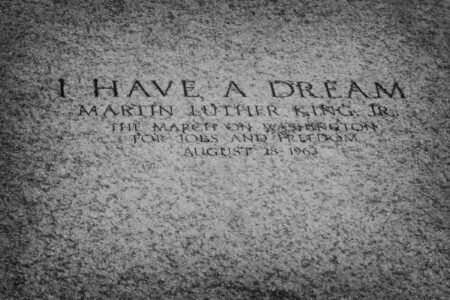 I HAVE A DREAM
MARTIN LUTHER KING, JR.
THE MARCH ON WASHINGTON
FOR JOBS AND FREEDOM
AUGUST 28, 1963